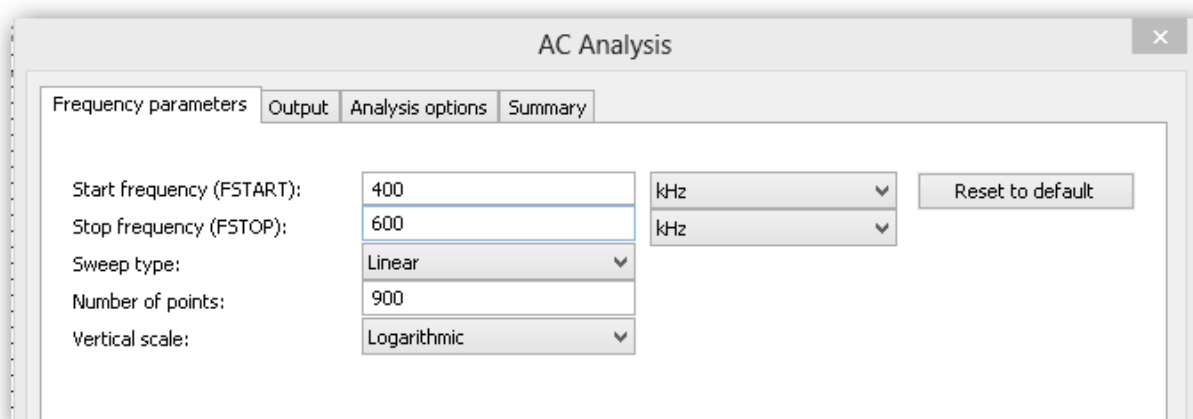 AC Analysis
Frequency parameters Output Analysis options Summary
Start frequency (FSTART): 400 kHz Reset to default
Stop frequency (FSTOP): 600 kHz
Sweep type: Linear
Number of points: 900
Vertical scale: Logarithmic